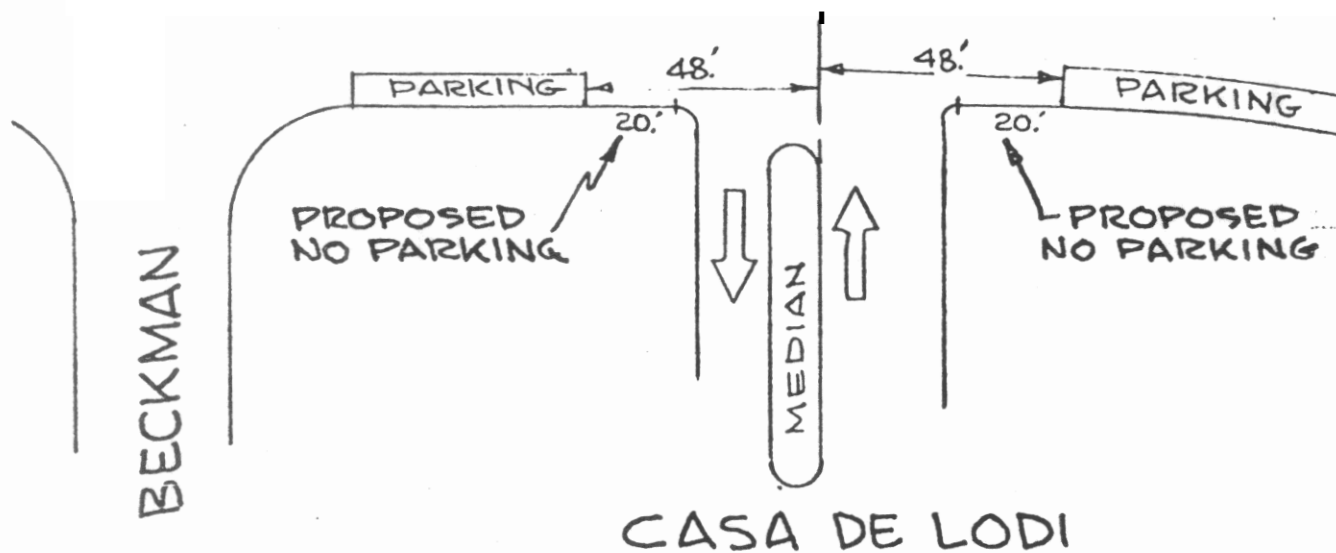 48.'
48.'
PARKING
PARKING
20.'
20.'
PROPOSED
NO PARKING
PROPOSED
NO PARKING
MEDIAN
BECKMAN
CASA DE LODI